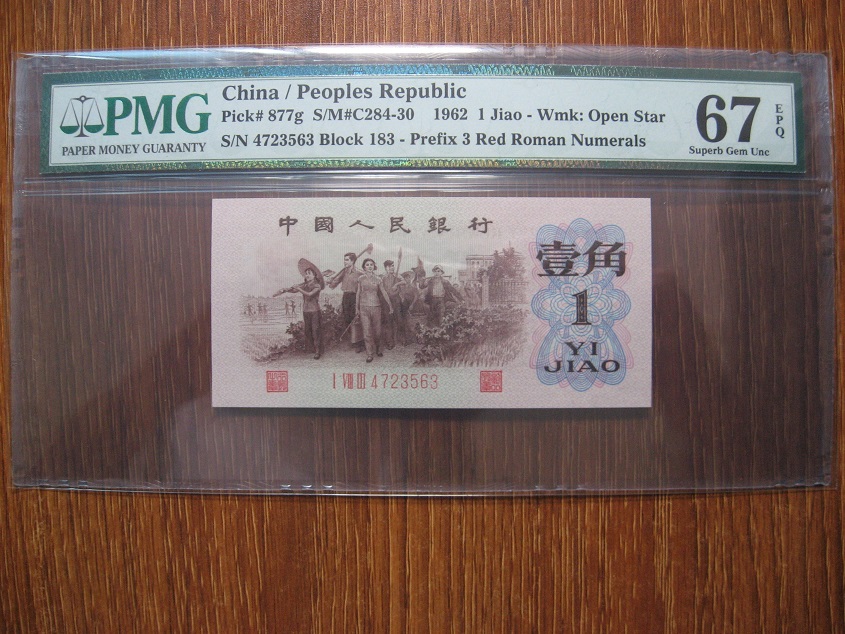 PMG
PAPER MONEY GUARANTY
China / Peoples Republic
Pick# 877g S/M#C284-30 1962 1 Jiao - Wmk: Open Star
S/N 4723563 Block 183 - Prefix 3 Red Roman Numerals
67
EPQ
Superb Gem Unc
中國人民銀行
壹角
1
YI
JIAO
I VIII III 4723563